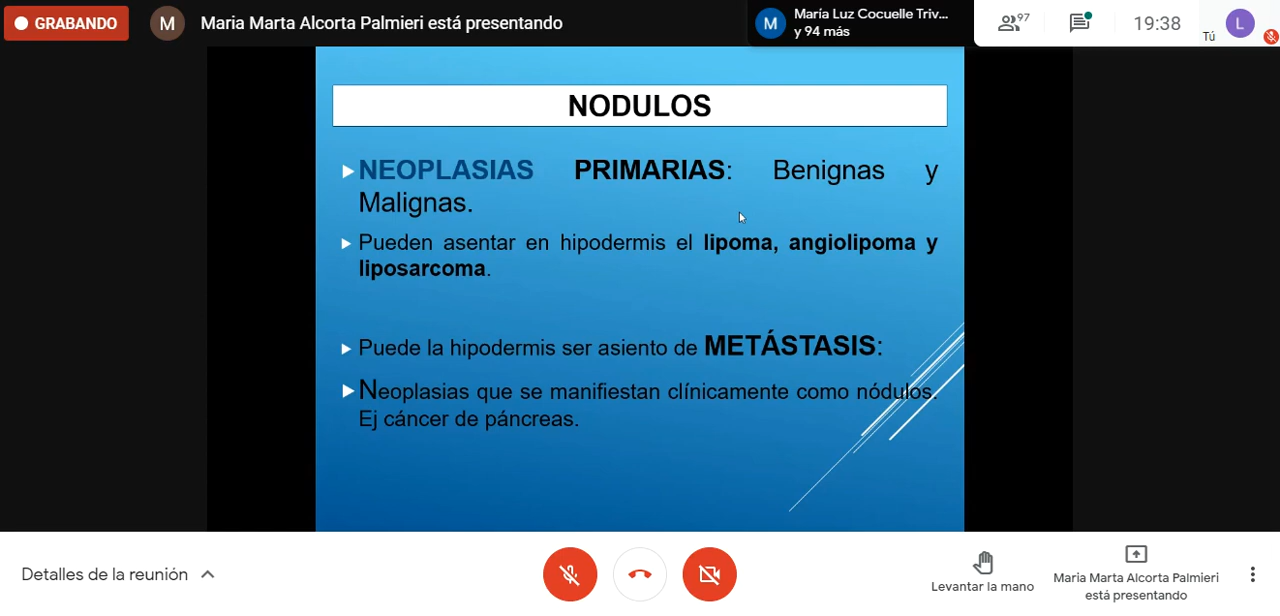 GRABANDO
M
Maria Marta Alcorta Palmieri está presentando
M
María Luz Cocuelle Triv...
y 94 más
97
19:38
Tú
L
NODULOS
NEOPLASIAS PRIMARIAS: Benignas y
Malignas.
Pueden asentar en hipodermis el lipoma, angiolipoma y
liposarcoma.
Puede la hipodermis ser asiento de METÁSTASIS:
Neoplasias que se manifiestan clínicamente como nódulos.
Ej cáncer de páncreas.
Detalles de la reunión
Levantar la mano
Maria Marta Alcorta Palmieri
está presentando